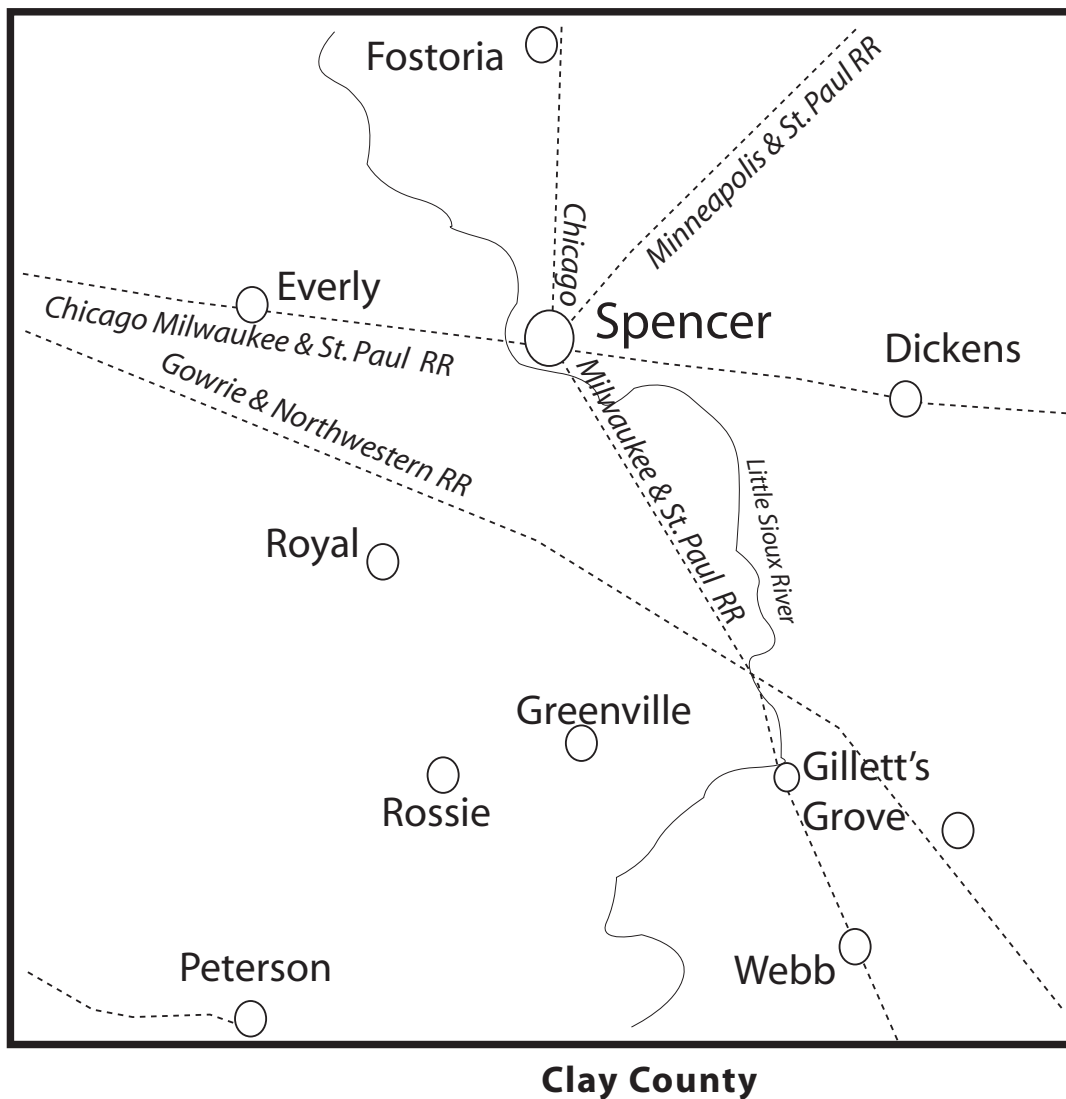 Fostoria
Minneapolis & St. Paul RR
Chicago
Everly
Spencer
Chicago Milwaukee & St. Paul RR
Dickens
Gowrie & Northwestern RR
Milwaukee & St. Paul RR
Little Sioux River
Royal
Greenville
Gillett’s
Grove
Rossie
Peterson
Webb
Clay County